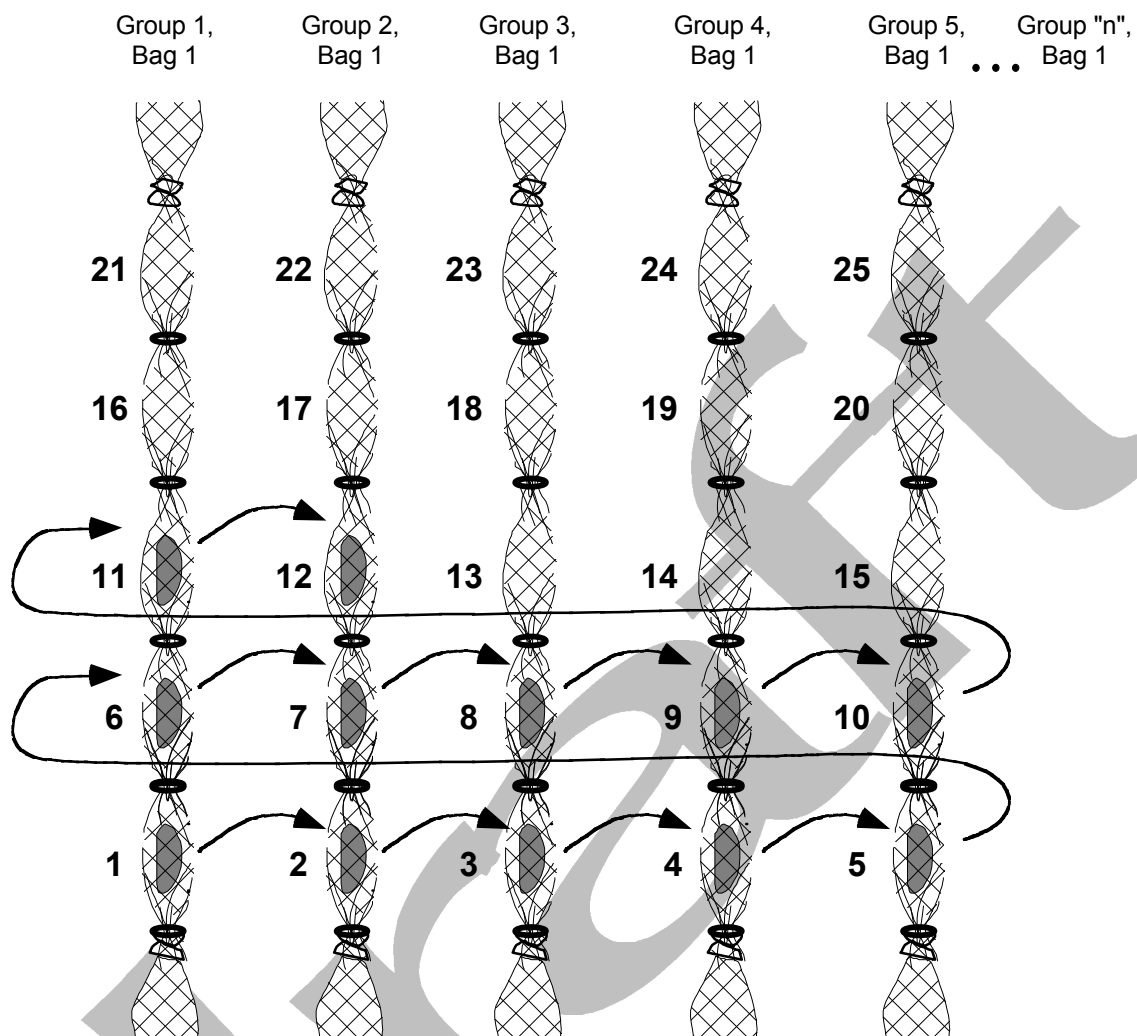 Group 1,
Bag 1
Group 2,
Bag 1
Group 3,
Bag 1
Group 4,
Bag 1
Group 5,
Bag 1
...
Group "n",
Bag 1
21 22 23 24 25
16 17 18 19 20
11 12 13 14 15
6 7 8 9 10
1 2 3 4 5
raft